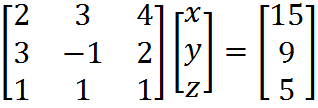 [2 3 4] [x] [15]
[3 −1 2] [y] = [9]
[1 1 1] [z] [5]